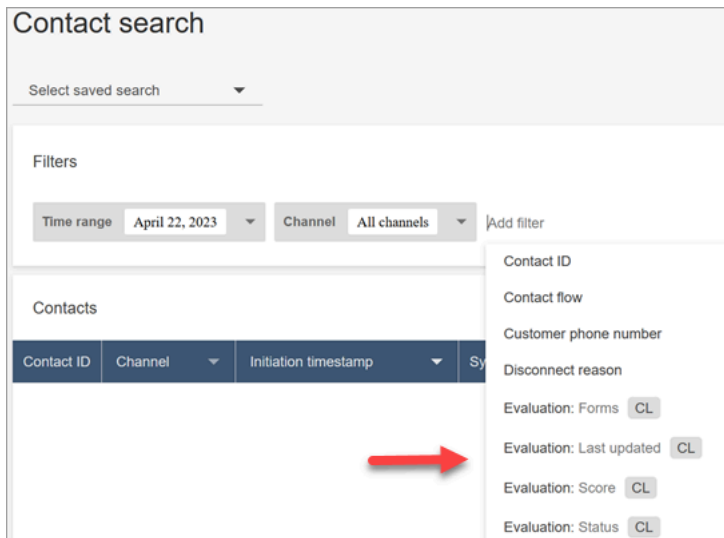 Contact search
Select saved search
Filters
Time range April 22, 2023 Channel All channels Add filter
Contact ID
Contact flow
Customer phone number
Disconnect reason
Evaluation: Forms CL
Evaluation: Last updated CL
Evaluation: Score CL
Evaluation: Status CL
Contacts
Contact ID Channel Initiation timestamp Sy